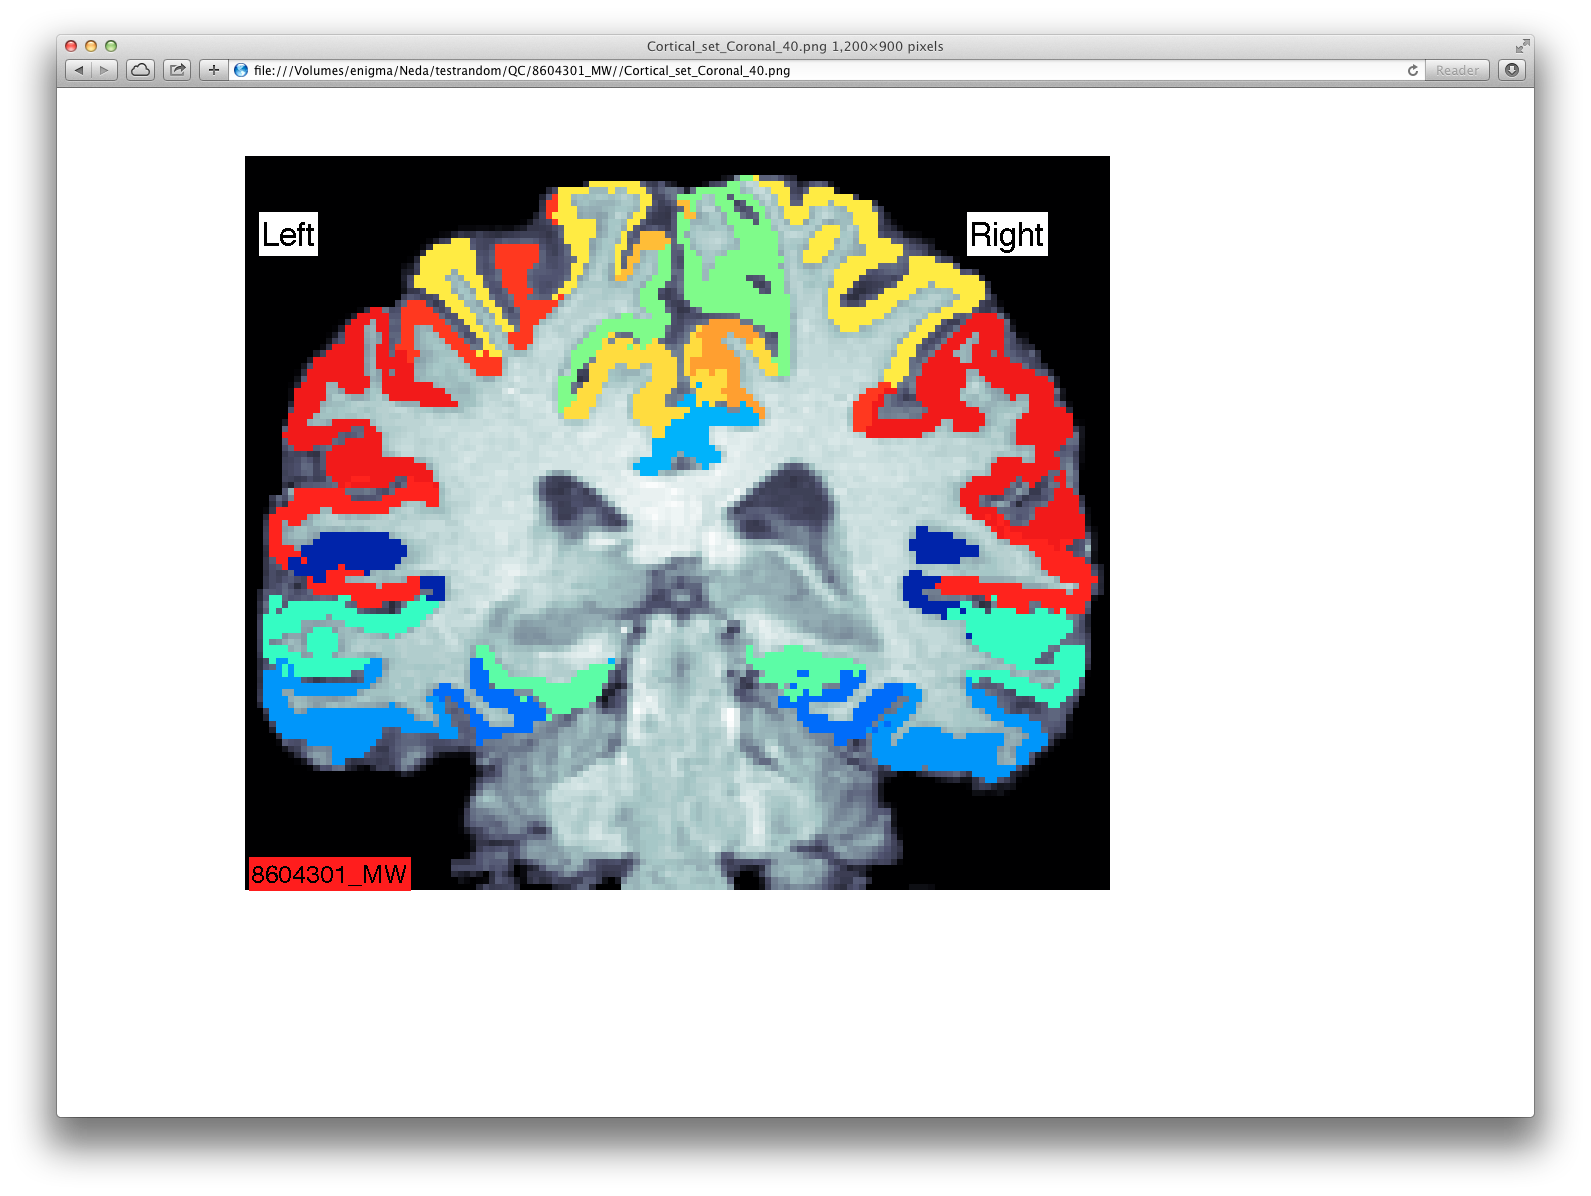 Cortical_set_Coronal_40.png 1,200×900 pixels
file:///Volumes/enigma/Neda/testrandom/QC/8604301_MW//Cortical_set_Coronal_40.png
Reader
Left
Right
8604301_MW